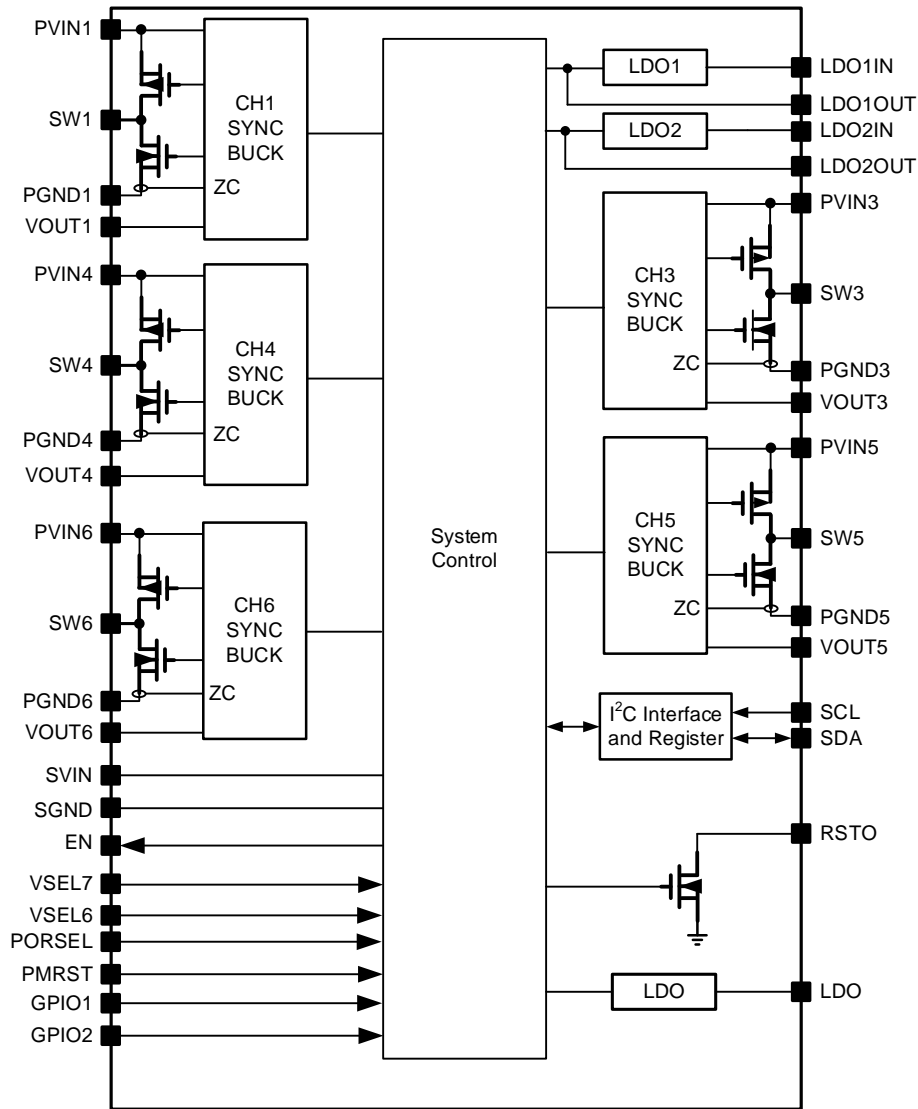 PVIN1
SW1
PGND1
VOUT1
CH1
SYNC
BUCK
ZC
PVIN4
SW4
PGND4
VOUT4
CH4
SYNC
BUCK
ZC
PVIN6
SW6
PGND6
VOUT6
CH6
SYNC
BUCK
ZC
SVIN
SGND
EN
VSEL7
VSEL6
PORSEL
PMRST
GPIO1
GPIO2
System
Control
LDO1
LDO1IN
LDO1OUT
LDO2
LDO2IN
LDO2OUT
CH3
SYNC
BUCK
ZC
PVIN3
SW3
PGND3
VOUT3
CH5
SYNC
BUCK
ZC
PVIN5
SW5
PGND5
VOUT5
I²C Interface
and Register
SCL
SDA
RSTO
LDO
LDO